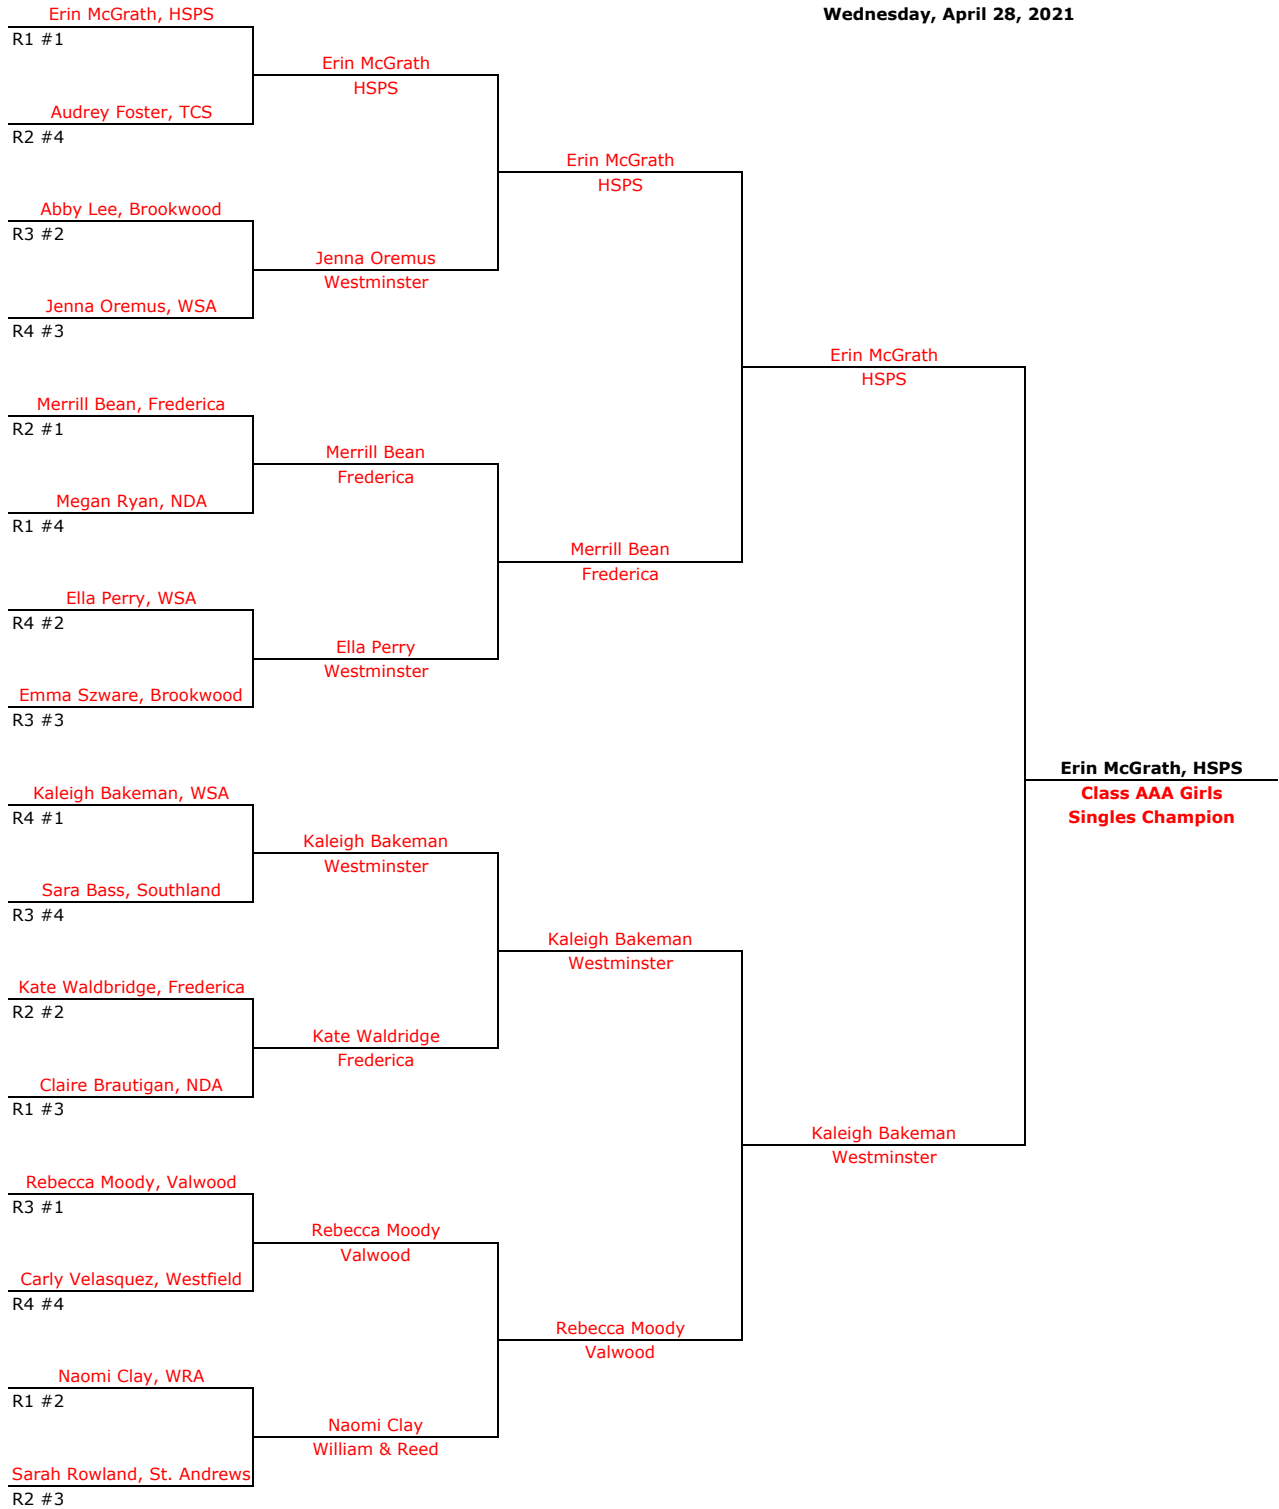 Erin McGrath, HSPS
Wednesday, April 28, 2021
R1 #1
Erin McGrath
HSPS
Audrey Foster, TCS
R2 #4
Erin McGrath
HSPS
Abby Lee, Brookwood
R3 #2
Jenna Oremus
Westminster
Jenna Oremus, WSA
R4 #3
Erin McGrath
HSPS
Merrill Bean, Frederica
R2 #1
Merrill Bean
Frederica
Megan Ryan, NDA
R1 #4
Merrill Bean
Frederica
Ella Perry, WSA
R4 #2
Ella Perry
Westminster
Emma Szware, Brookwood
R3 #3
Erin McGrath, HSPS
Class AAA Girls
Singles Champion
Kaleigh Bakeman, WSA
R4 #1
Kaleigh Bakeman
Westminster
Sara Bass, Southland
R3 #4
Kaleigh Bakeman
Westminster
Kate Waldbridge, Frederica
R2 #2
Kate Waldridge
Frederica
Claire Brautigan, NDA
R1 #3
Kaleigh Bakeman
Westminster
Rebecca Moody, Valwood
R3 #1
Rebecca Moody
Valwood
Carly Velasquez, Westfield
R4 #4
Rebecca Moody
Valwood
Naomi Clay, WRA
R1 #2
Naomi Clay
William & Reed
Sarah Rowland, St. Andrews
R2 #3